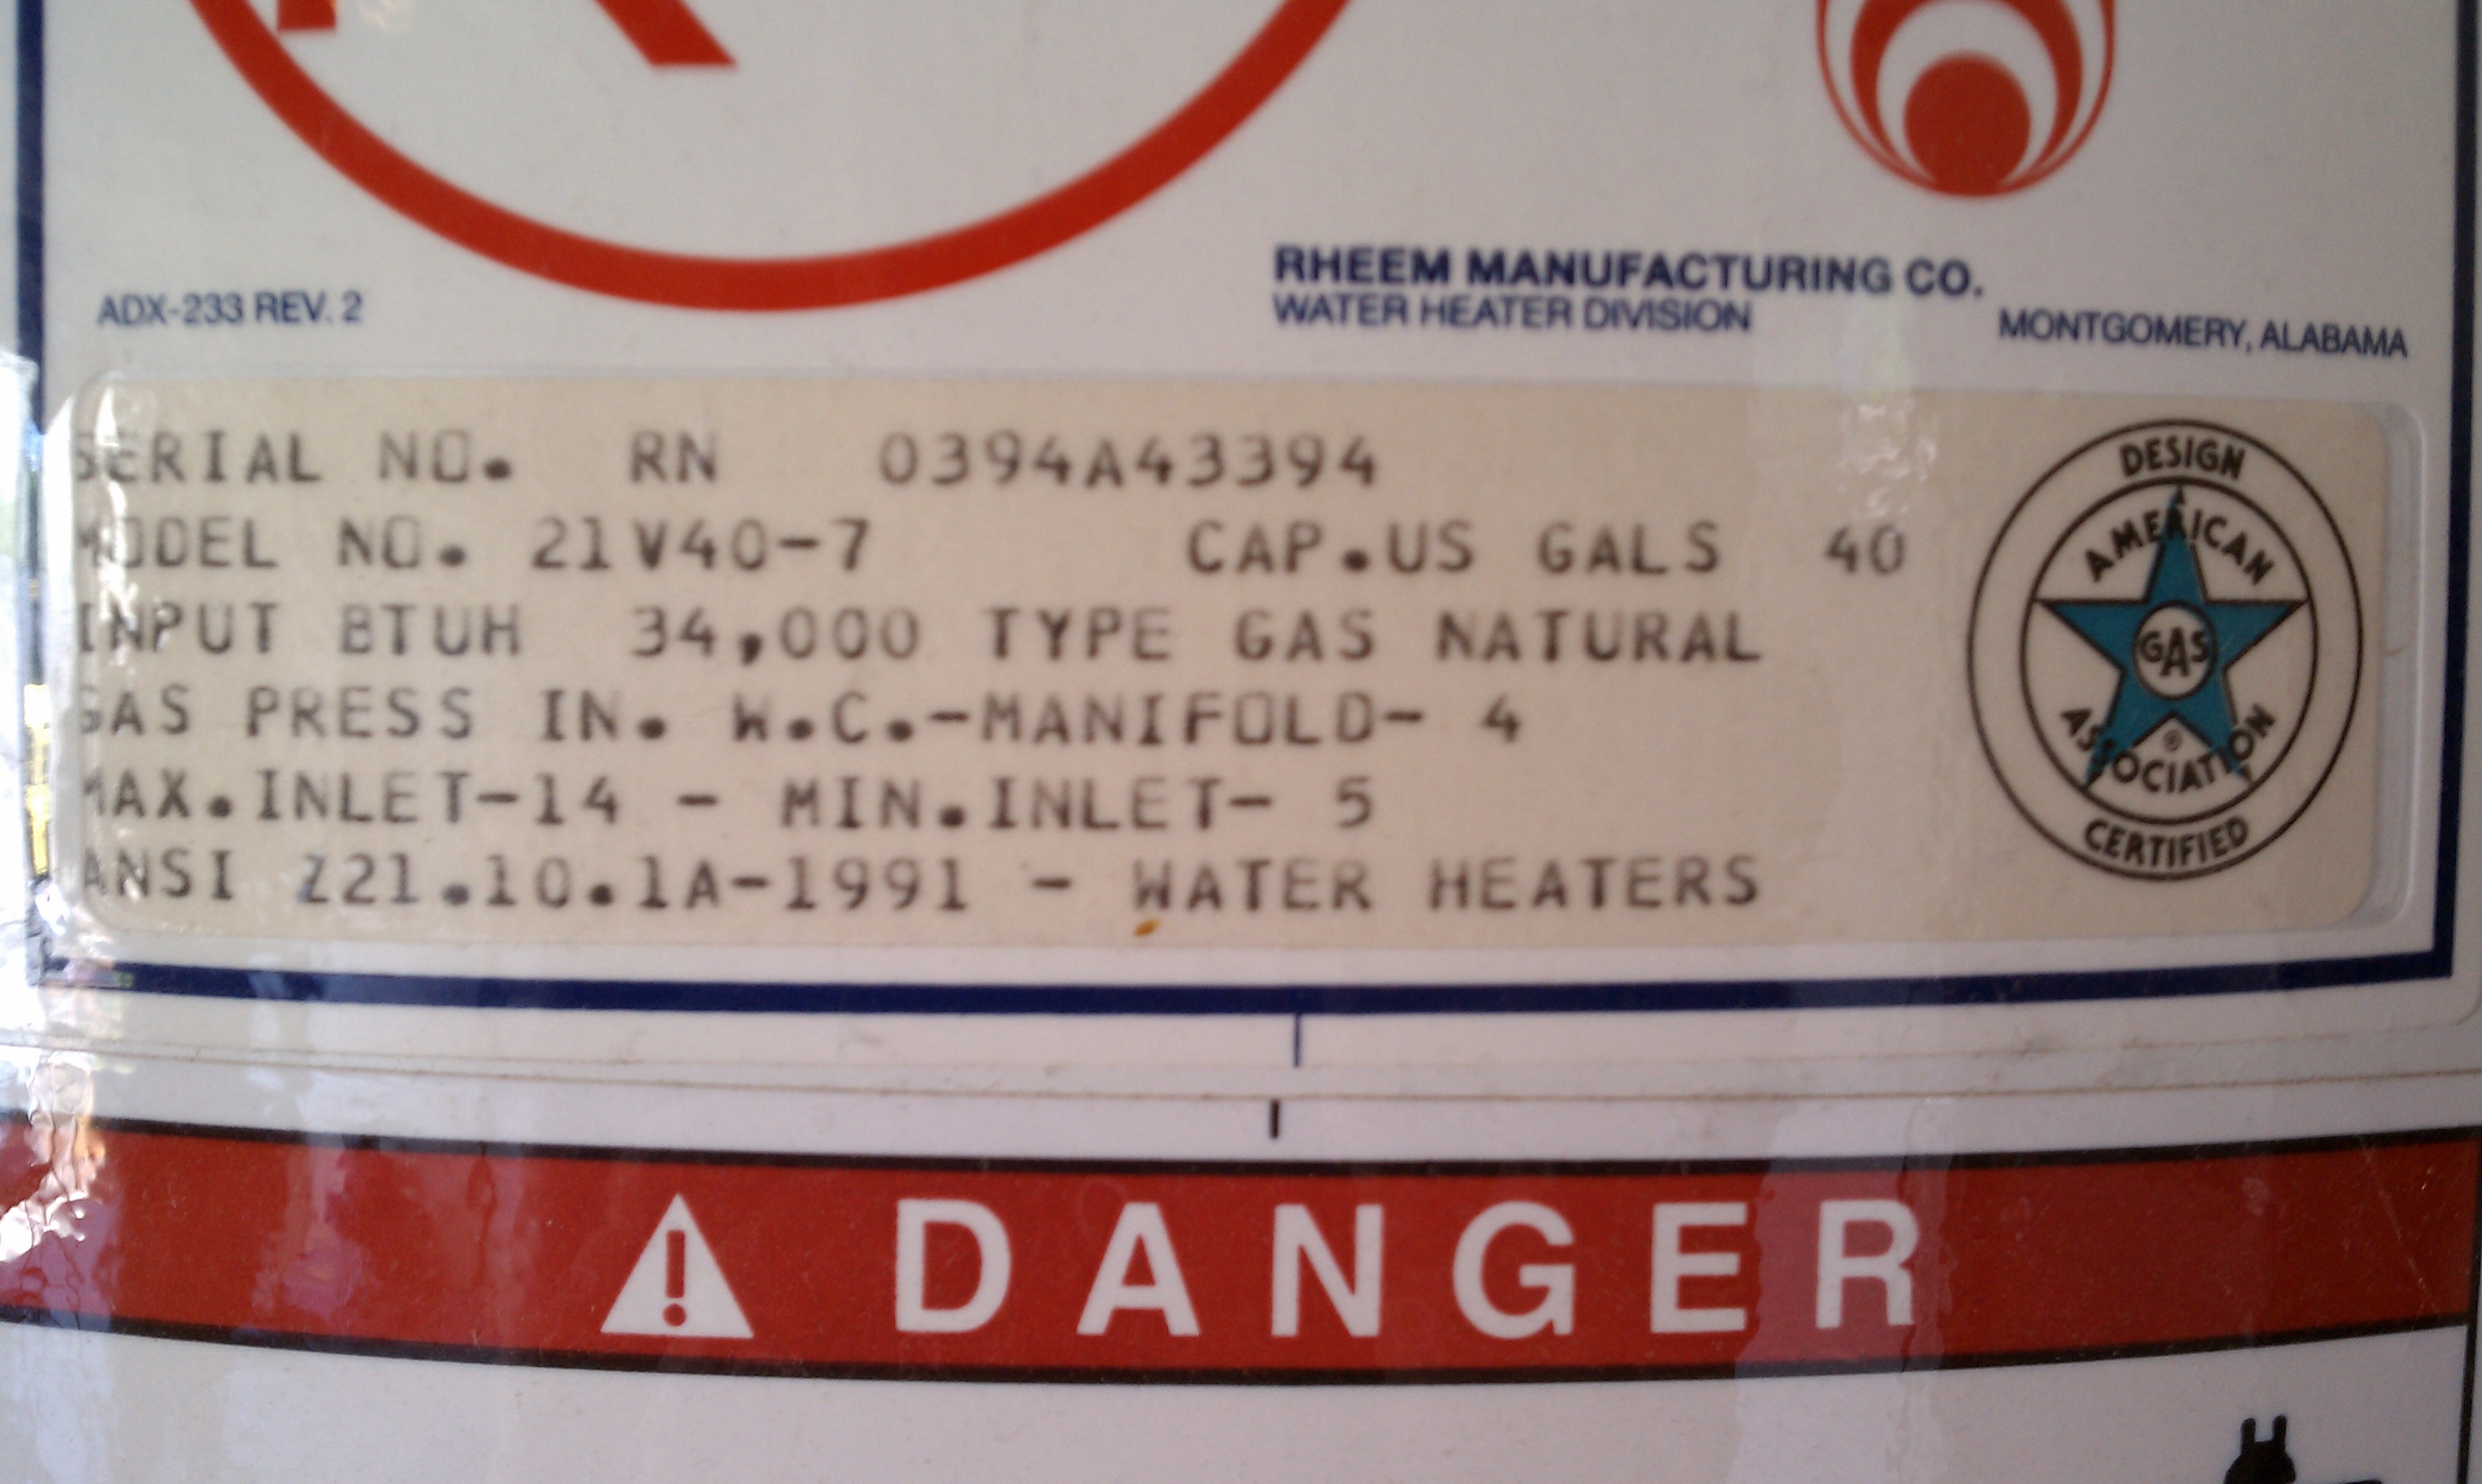 RHEEM MANUFACTURING CO.
WATER HEATER DIVISION
MONTGOMERY, ALABAMA
ADX-233 REV. 2
SERIAL NO. RN 0394A43394
MODEL NO. 21V40-7 CAP.US GALS 40
INPUT BTUH 34,000 TYPE GAS NATURAL
GAS PRESS IN. W.C.-MANIFOLD- 4
MAX.INLET-14 - MIN.INLET- 5
ANSI Z21.10.1A-1991 - WATER HEATERS
DESIGN
AMERICAN
GAS
ASSOCIATION
®
CERTIFIED
DANGER